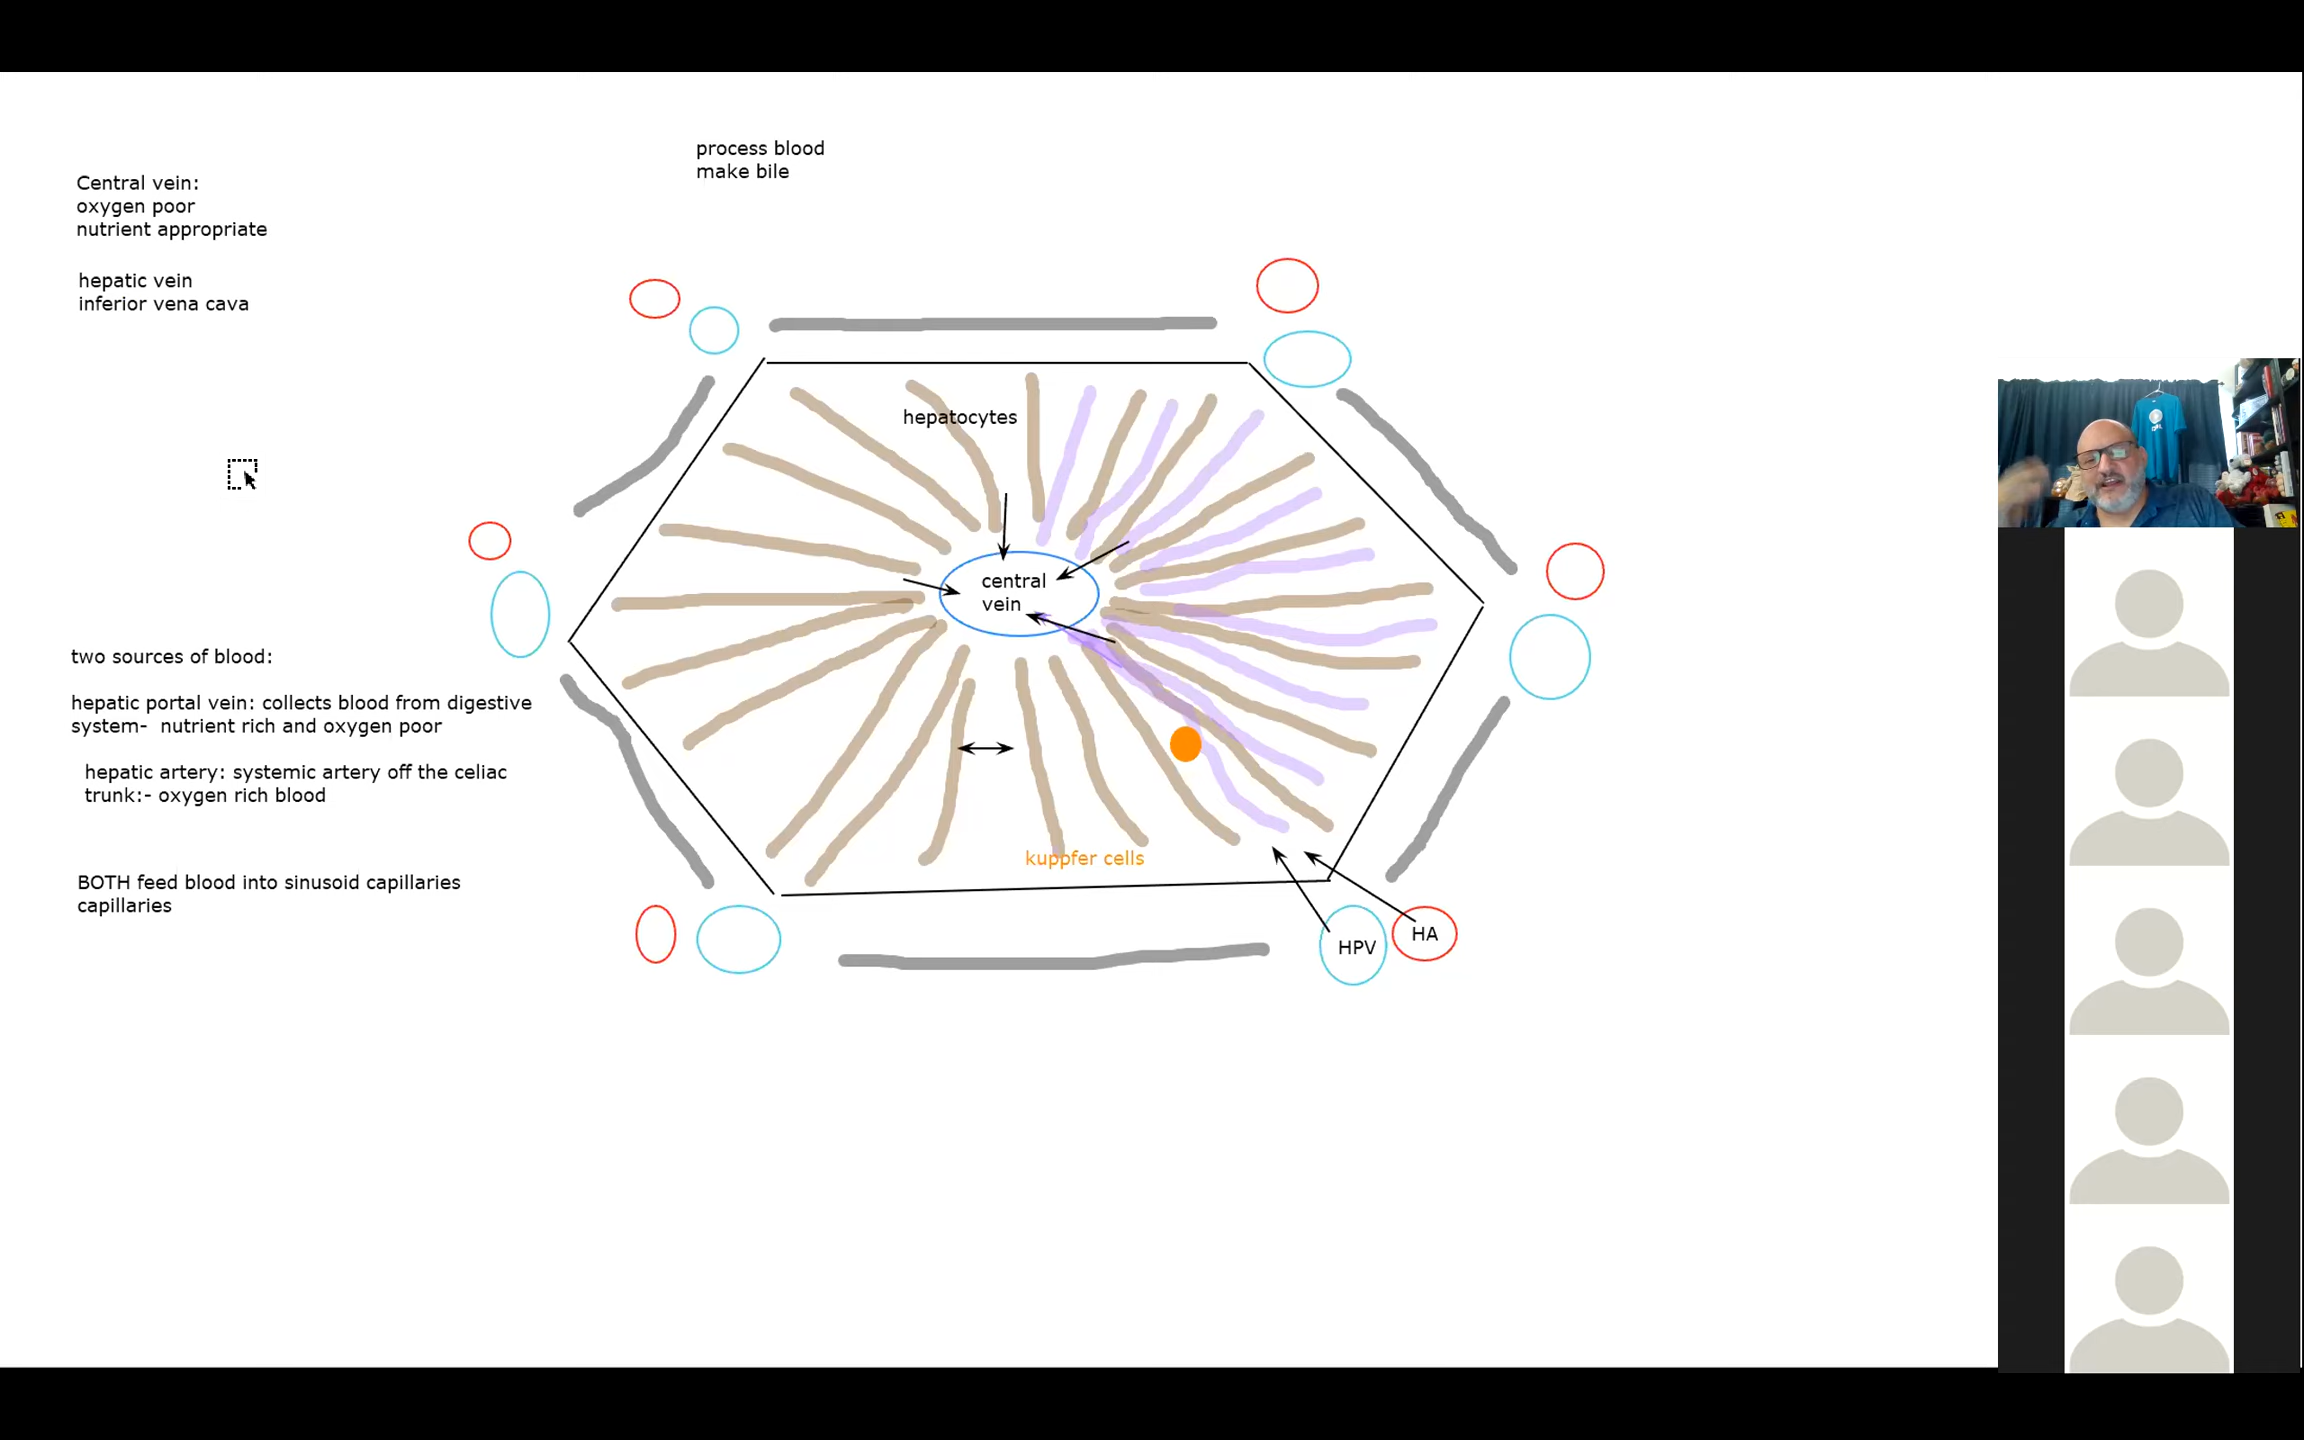 process blood
make bile
Central vein:
oxygen poor
nutrient appropriate
hepatic vein
inferior vena cava
hepatocytes
central
vein
two sources of blood:
hepatic portal vein: collects blood from digestive
system-  nutrient rich and oxygen poor
hepatic artery: systemic artery off the celiac
trunk:- oxygen rich blood
kuppfer cells
BOTH feed blood into sinusoid capillaries
capillaries
HPV
HA